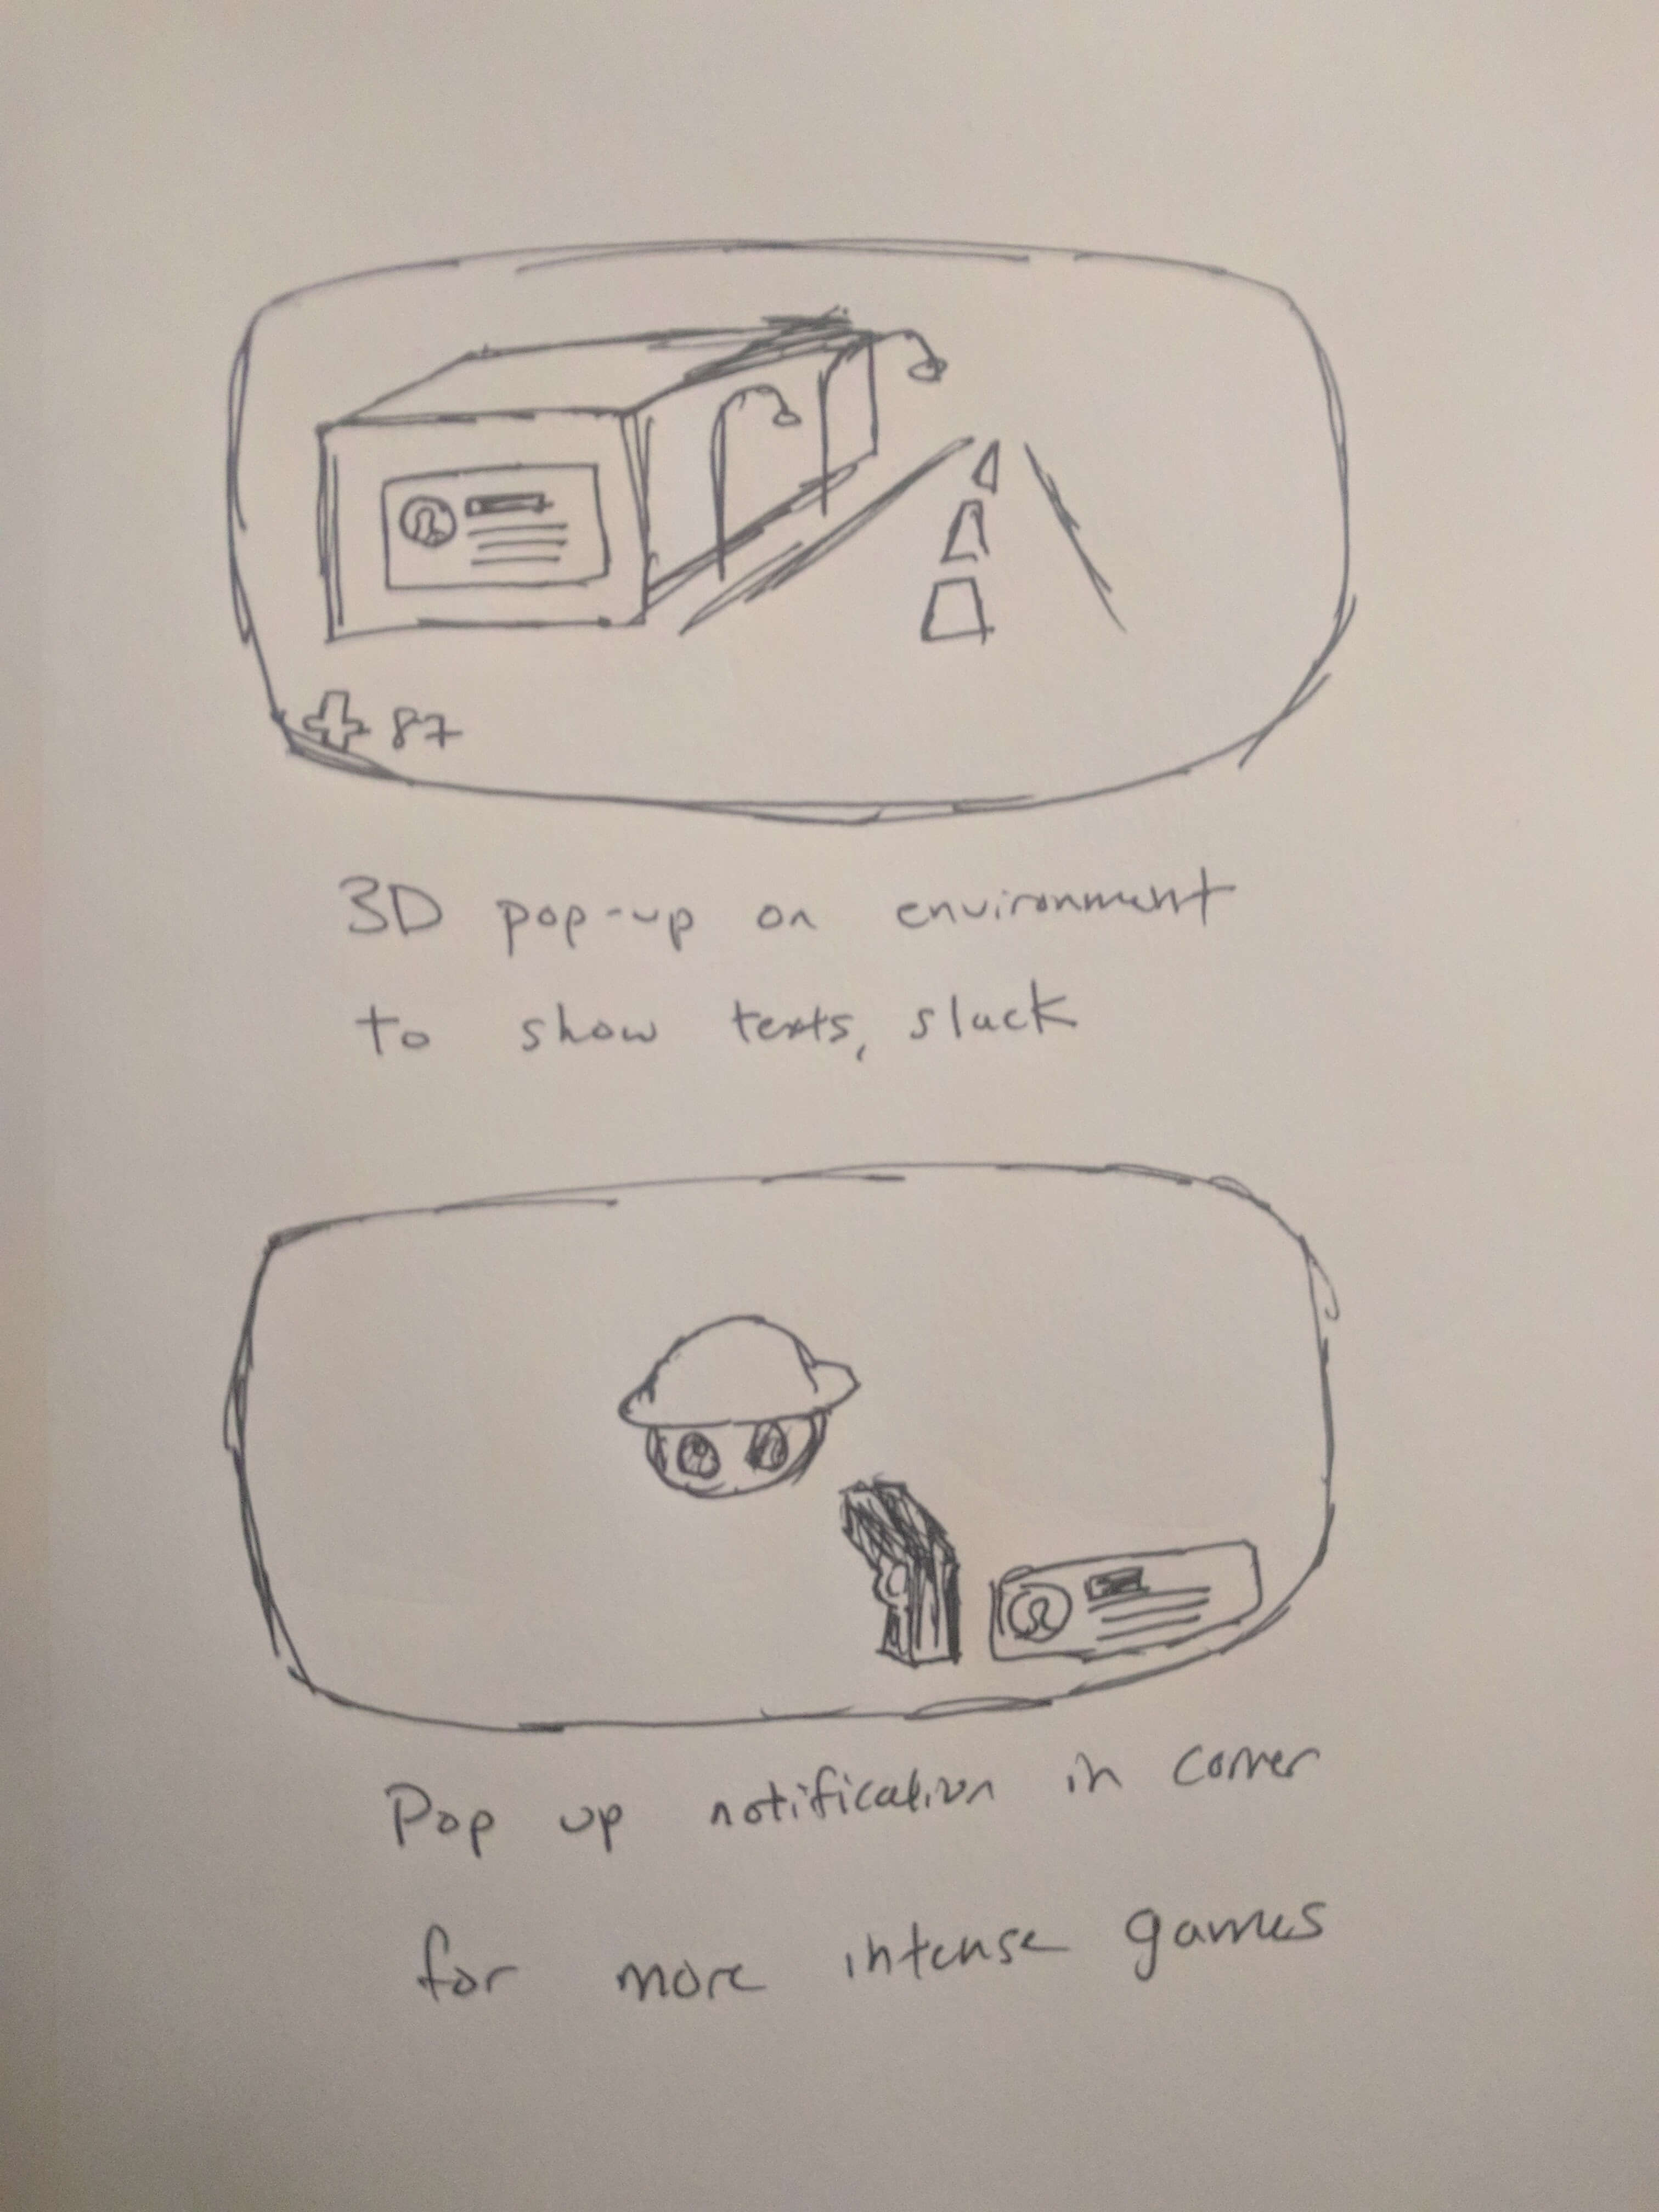 87
3D pop-up on environment
to show texts, slack
Pop up notification in corner
for more intense games